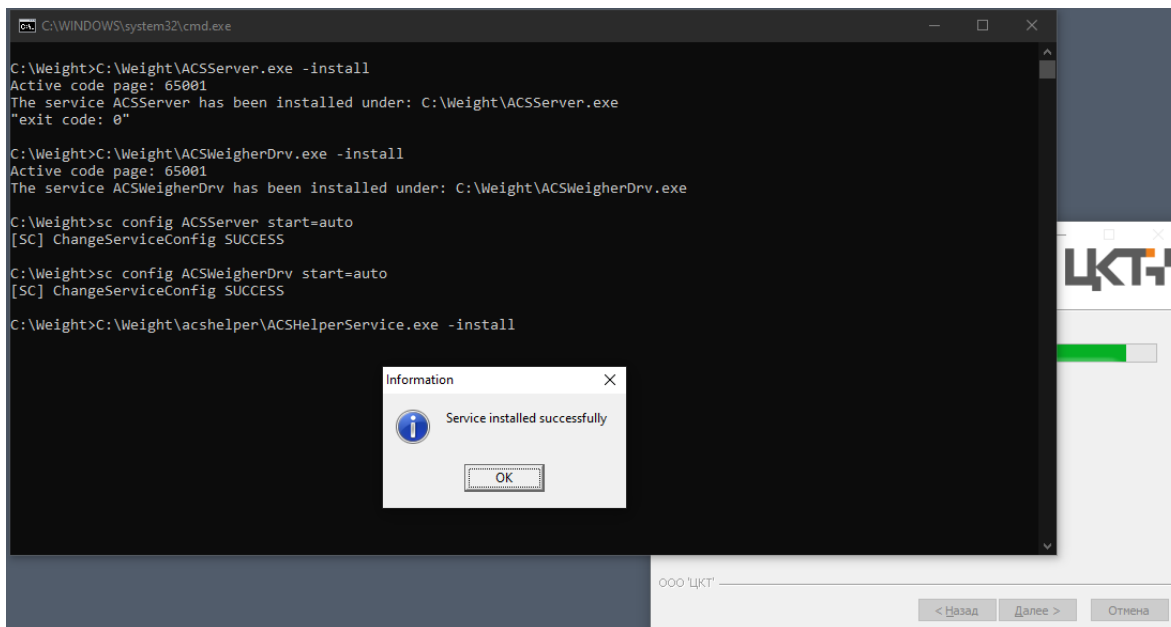 C:\WINDOWS\system32\cmd.exe
C:\Weight>C:\Weight\ACSServer.exe -install
Active code page: 65001
The service ACSServer has been installed under: C:\Weight\ACSServer.exe
"exit code: 0"
C:\Weight>C:\Weight\ACSWeigherDrv.exe -install
Active code page: 65001
The service ACSWeigherDrv has been installed under: C:\Weight\ACSWeigherDrv.exe
C:\Weight>sc config ACSServer start=auto
[SC] ChangeServiceConfig SUCCESS
C:\Weight>sc config ACSWeigherDrv start=auto
[SC] ChangeServiceConfig SUCCESS
C:\Weight>C:\Weight\acshelper\ACSHelperService.exe -install
Information
Service installed successfully
OK
ЦКТ
ООО 'ЦКТ'
< Назад
Далее >
Отмена